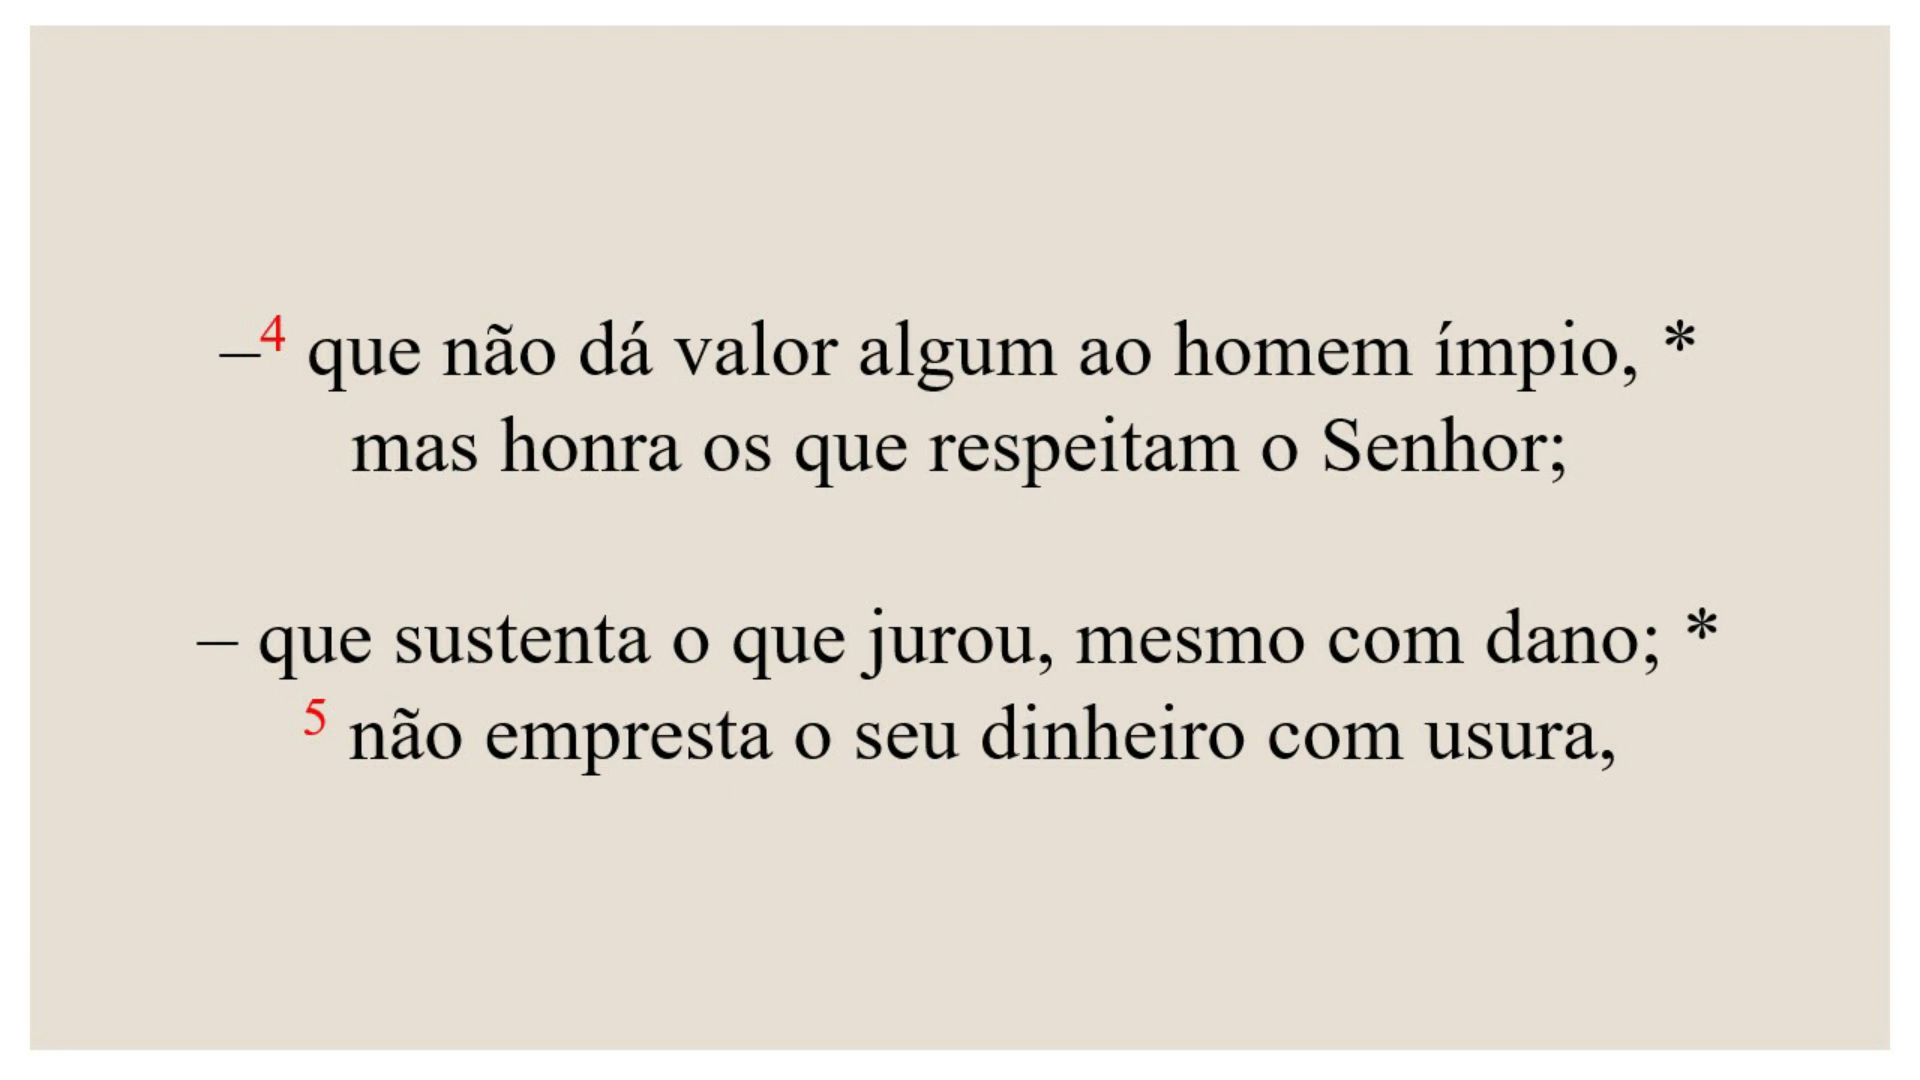 –4 que não dá valor algum ao homem ímpio, *
mas honra os que respeitam o Senhor;
– que sustenta o que jurou, mesmo com dano; *
5 não empresta o seu dinheiro com usura,